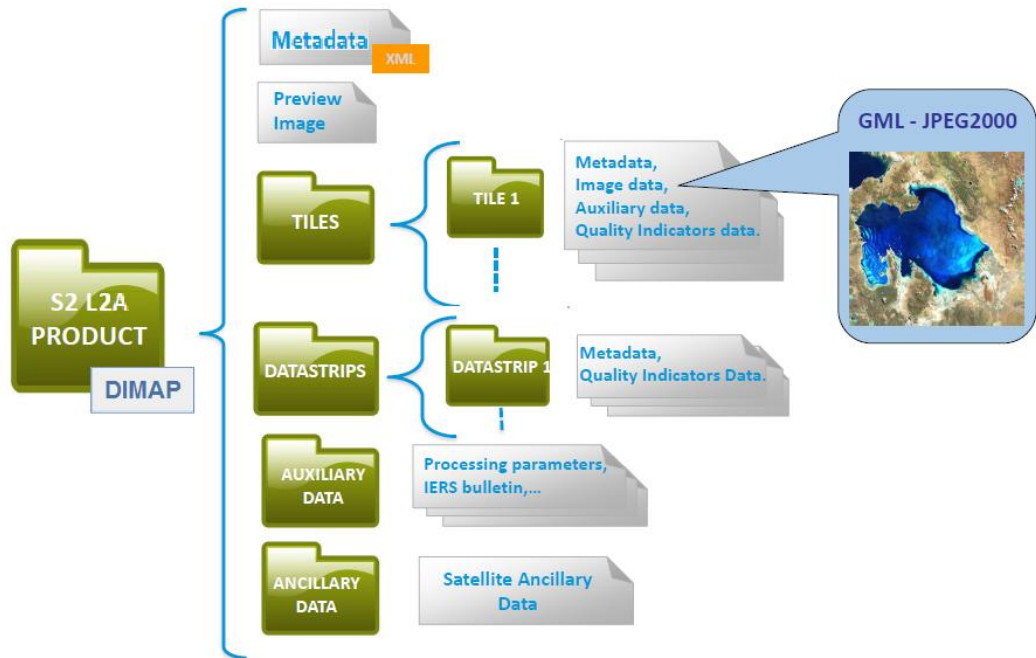 Metadata
XML
Preview
Image
TILES
TILE 1
Metadata,
Image data,
Auxiliary data,
Quality Indicators data.
GML - JPEG2000
S2 L2A
PRODUCT
DIMAP
DATASTRIPS
DATASTRIP 1
Metadata,
Quality Indicators Data.
AUXILIARY
DATA
Processing parameters,
IERS bulletin,...
ANCILLARY
DATA
Satellite Ancillary
Data